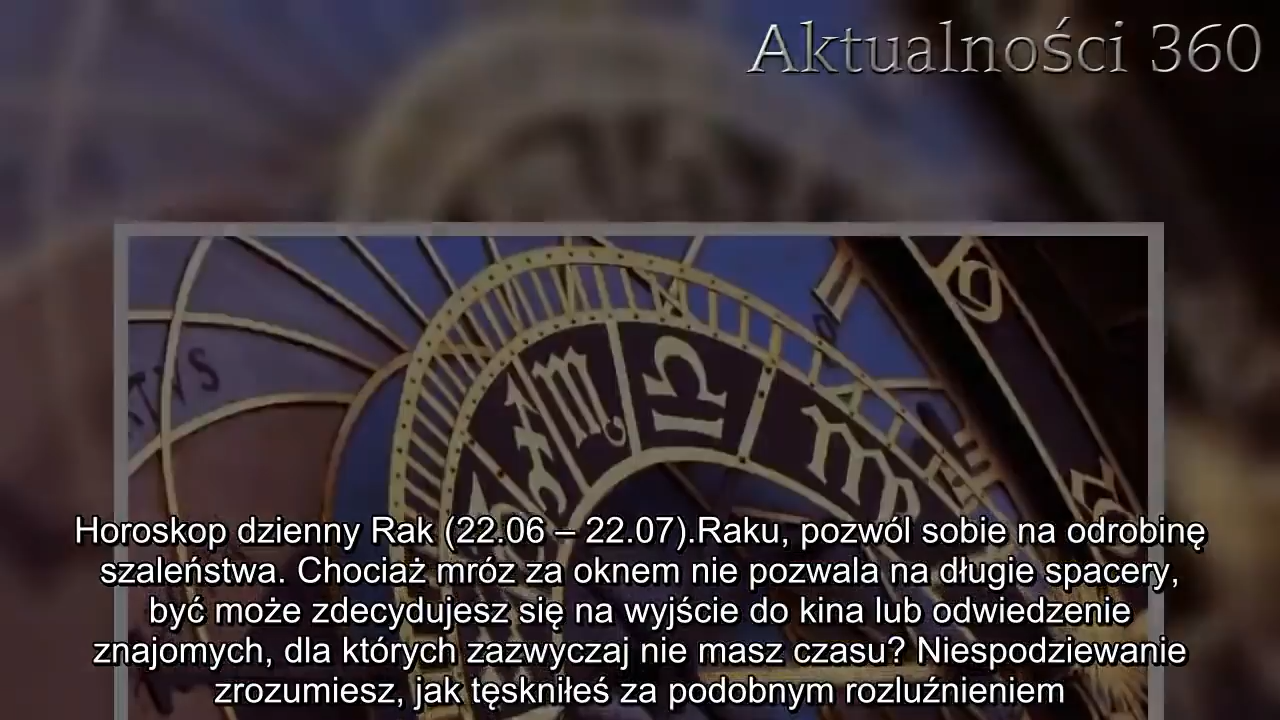 Aktualności 360
Horoskop dzienny Rak (22.06 – 22.07).Raku, pozwól sobie na odrobinę
szaleństwa. Chociaż mróz za oknem nie pozwala na długie spacery,
być może zdecydujesz się na wyjście do kina lub odwiedzenie
znajomych, dla których zazwyczaj nie masz czasu? Niespodziewanie
zrozumiesz, jak tęskniłeś za podobnym rozluźnieniem